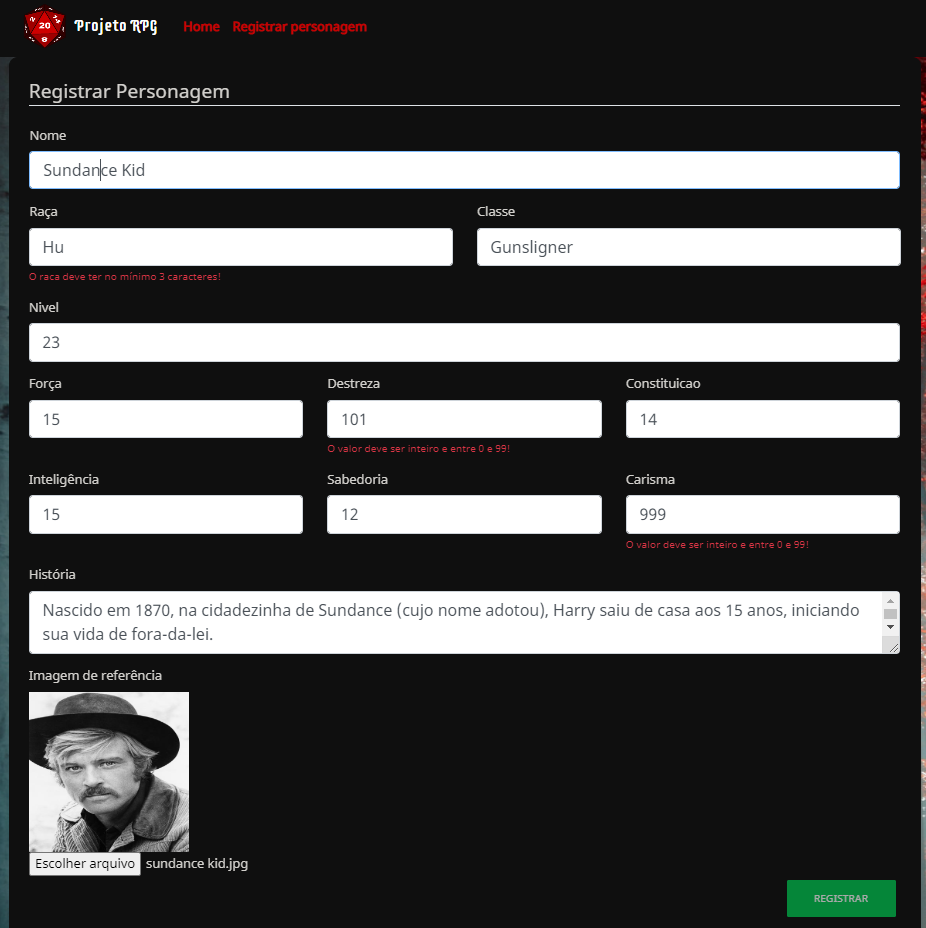 20
2
8
Projeto RPG
Home
Registrar personagem
Registrar Personagem
Nome
Sundance Kid
Raça
Classe
Hu
Gunsligner
O raca deve ter no mínimo 3 caracteres!
Nivel
23
Força
Destreza
Constituicao
15
101
14
O valor deve ser inteiro e entre 0 e 99!
Inteligência
Sabedoria
Carisma
15
12
999
O valor deve ser inteiro e entre 0 e 99!
História
Nascido em 1870, na cidadezinha de Sundance (cujo nome adotou), Harry saiu de casa aos 15 anos, iniciando
sua vida de fora-da-lei.
Imagem de referência
Escolher arquivo
sundance kid.jpg
REGISTRAR